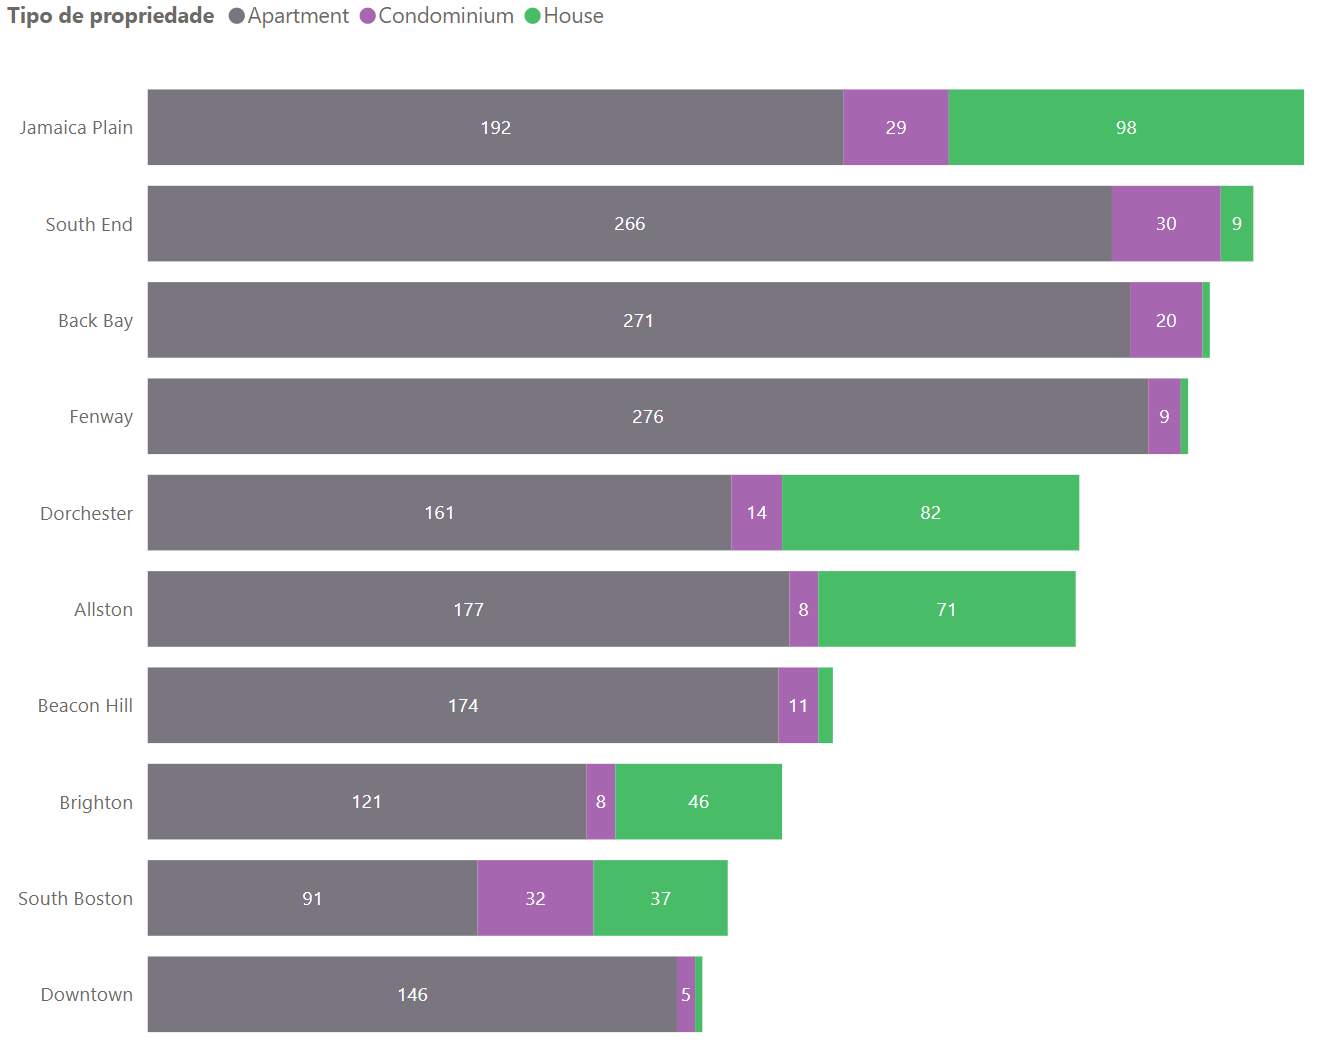 Tipo de propriedade Apartment Condominium House
Jamaica Plain 192 29 98
South End 266 30 9
Back Bay 271 20
Fenway 276 9
Dorchester 161 14 82
Allston 177 8 71
Beacon Hill 174 11
Brighton 121 8 46
South Boston 91 32 37
Downtown 146 5